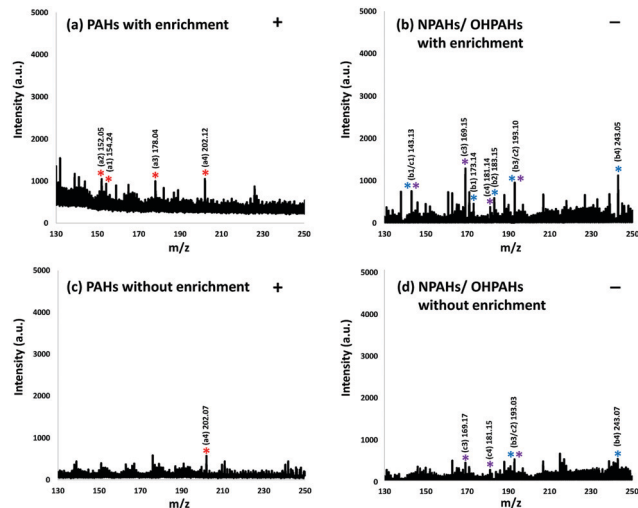 (a) PAHs with enrichment +
5000
4000
3000
2000
1000
0
Intensity (a.u.)
(a2) 152.05
(a1) 154.24
(a3) 178.04
(a4) 202.12
130 150 170 190 210 230 250
m/z
(b) NPAHs/ OHPAHs –
with enrichment
5000
4000
3000
2000
1000
0
Intensity (a.u.)
(b1/c1) 143.13
(c3) 169.15
(b1) 173.14
(c4) 181.14
(b2) 183.15
(b3/c2) 193.10
(b4) 243.05
130 150 170 190 210 230 250
m/z
(c) PAHs without enrichment +
5000
4000
3000
2000
1000
0
Intensity (a.u.)
(a4) 202.07
130 150 170 190 210 230 250
m/z
(d) NPAHs/ OHPAHs –
without enrichment
5000
4000
3000
2000
1000
0
Intensity (a.u.)
(c3) 169.17
(c4) 181.15
(b3/c2) 193.03
(b4) 243.07
130 150 170 190 210 230 250
m/z